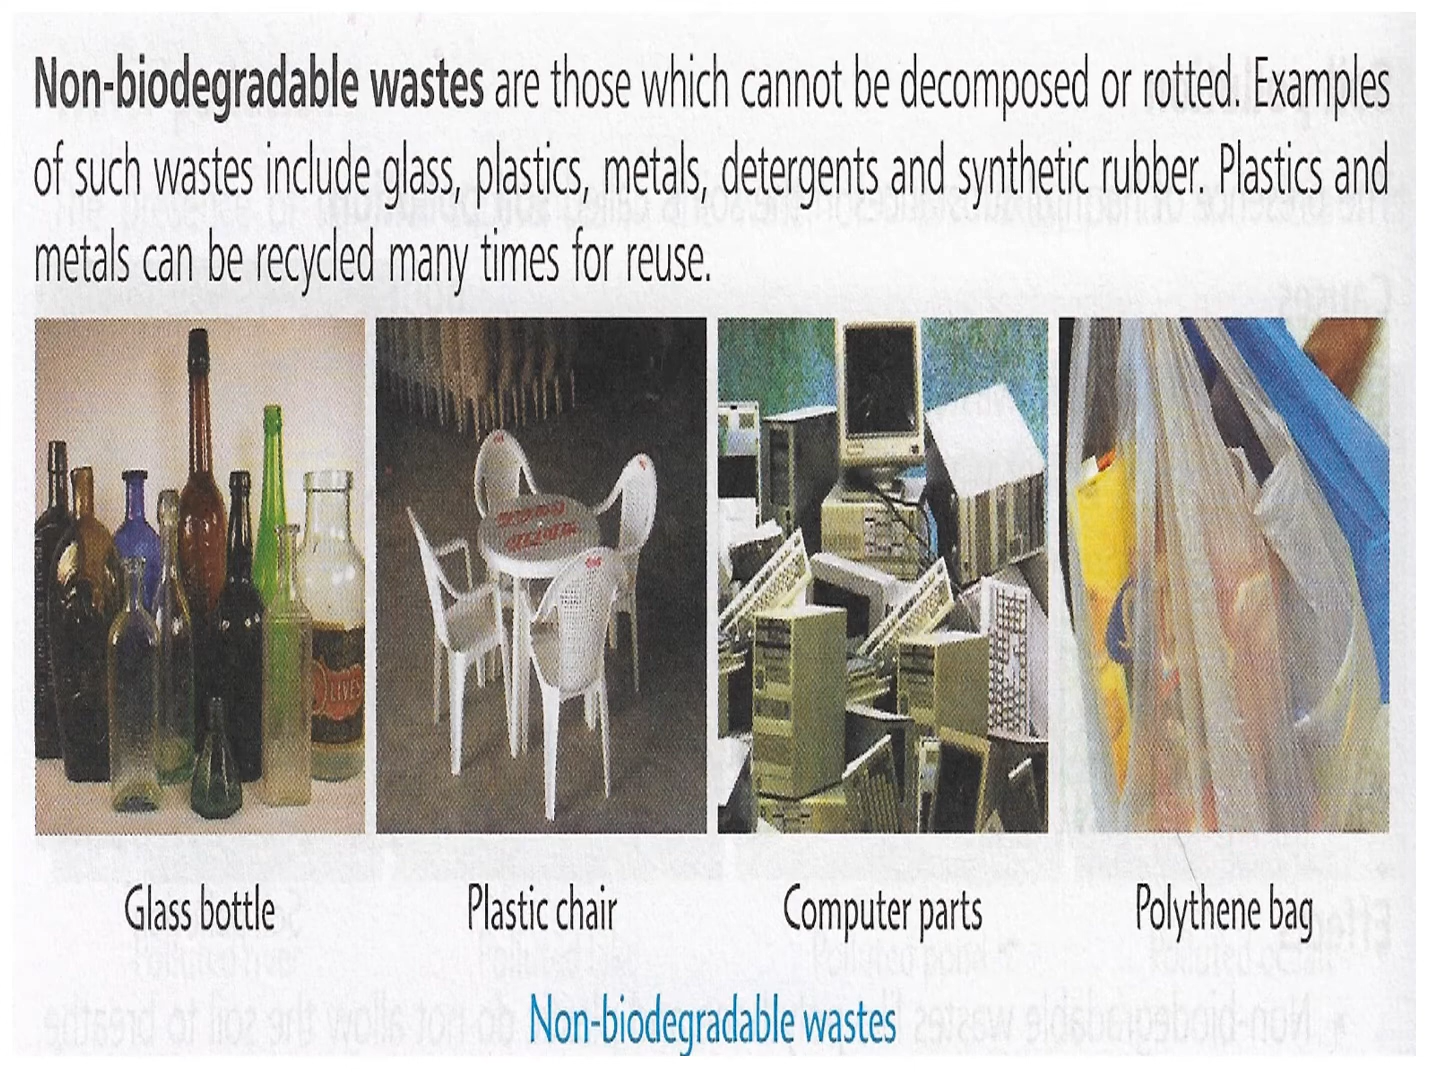 Non-biodegradable wastes are those which cannot be decomposed or rotted. Examples
of such wastes include glass, plastics, metals, detergents and synthetic rubber. Plastics and
metals can be recycled many times for reuse.
LIVES
Glass bottle
Plastic chair
Computer parts
Polythene bag
Non-biodegradable wastes